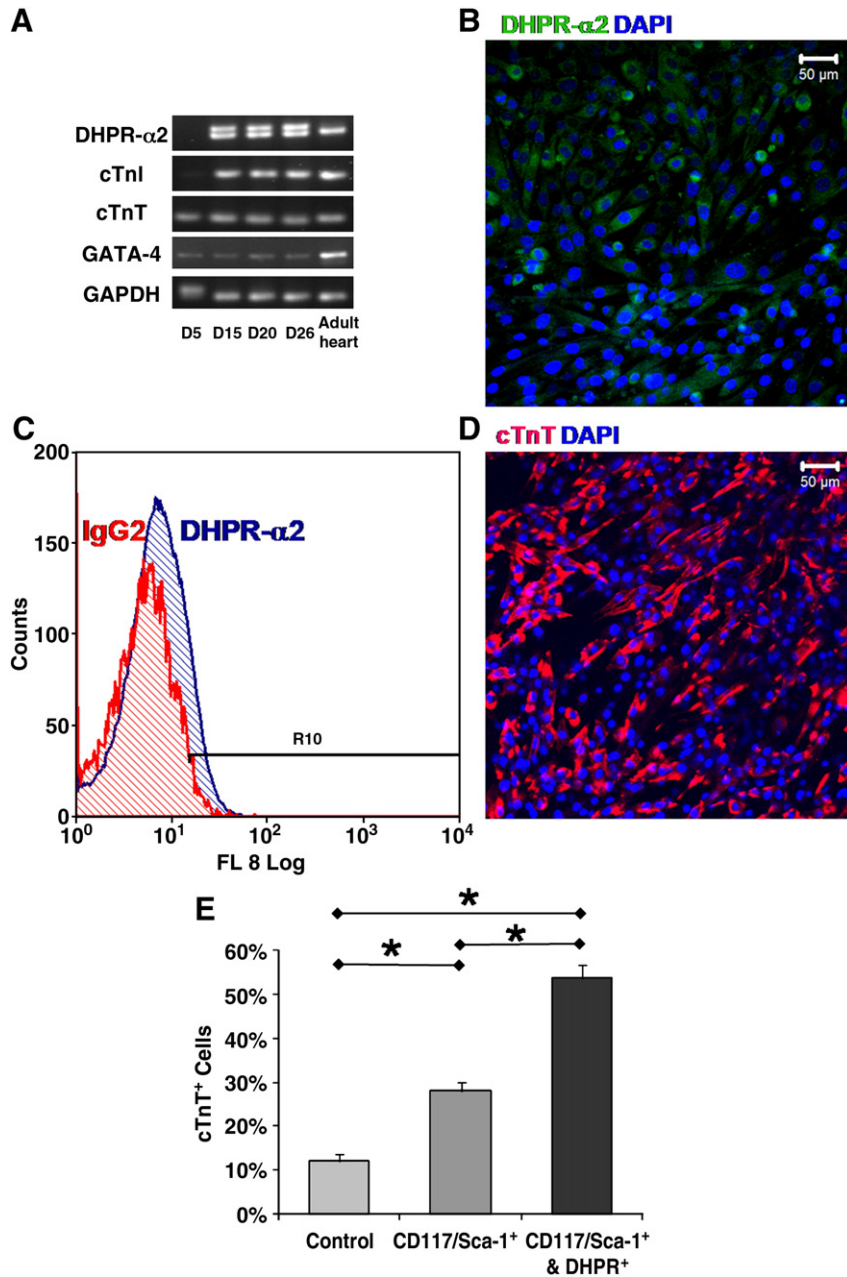 A
DHPR-α2
cTnI
cTnT
GATA-4
GAPDH
D5 D15 D20 D26 Adult heart
B
DHPR-α2 DAPI
50 µm
C
200
150
100
50
0
Counts
IgG2 DHPR-α2
R10
10⁰ 10¹ 10² 10³ 10⁴
FL 8 Log
D
cTnT DAPI
50 µm
E
* 
* *
60%
50%
40%
30%
20%
10%
0%
cTnT⁺ Cells
Control CD117/Sca-1⁺ CD117/Sca-1⁺
& DHPR⁺